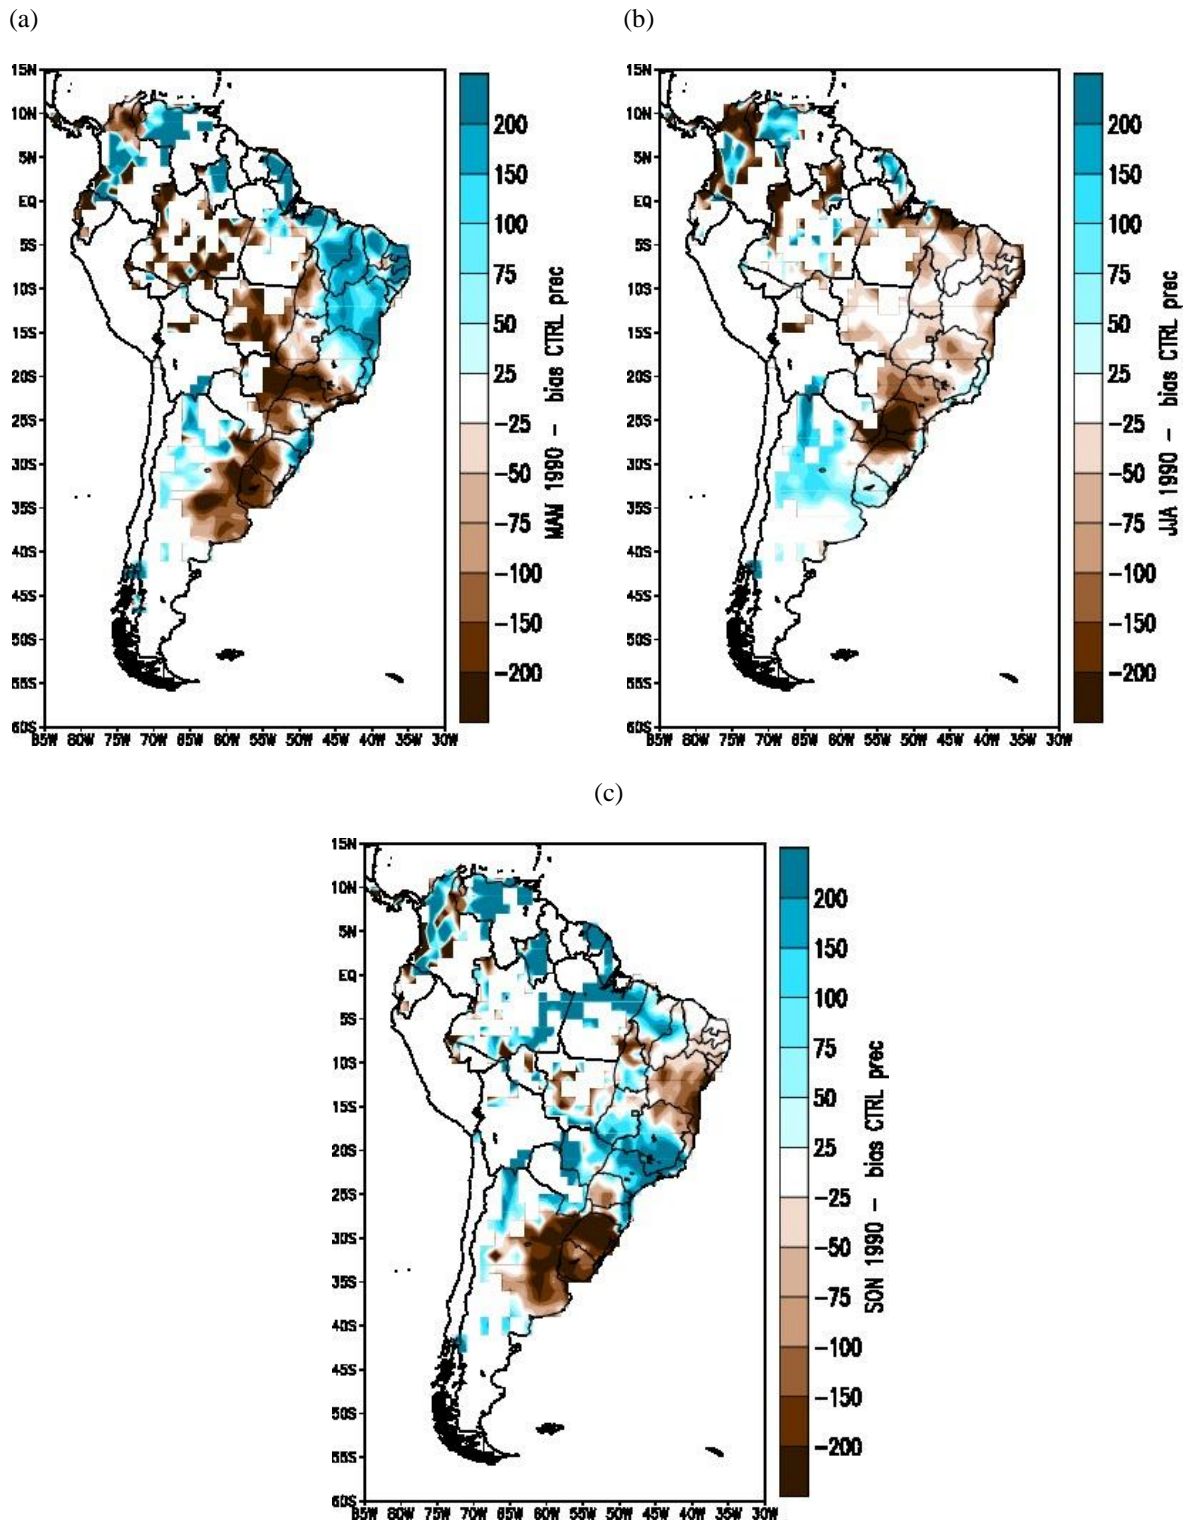 (a)
(b)
15N
10N
5N
EQ
5S
10S
15S
20S
25S
30S
35S
40S
45S
50S
55S
60S
85W 80W 75W 70W 65W 60W 55W 50W 45W 40W 35W 30W
200
150
100
75
50
25
-25
-50
-75
-100
-150
-200
MAM 1990 - bias CTRL prec
15N
10N
5N
EQ
5S
10S
15S
20S
25S
30S
35S
40S
45S
50S
55S
60S
85W 80W 75W 70W 65W 60W 55W 50W 45W 40W 35W 30W
200
150
100
75
50
25
-25
-50
-75
-100
-150
-200
JJA 1990 - bias CTRL prec
(c)
15N
10N
5N
EQ
5S
10S
15S
20S
25S
30S
35S
40S
45S
50S
55S
60S
85W 80W 75W 70W 65W 60W 55W 50W 45W 40W 35W 30W
200
150
100
75
50
25
-25
-50
-75
-100
-150
-200
SON 1990 - bias CTRL prec